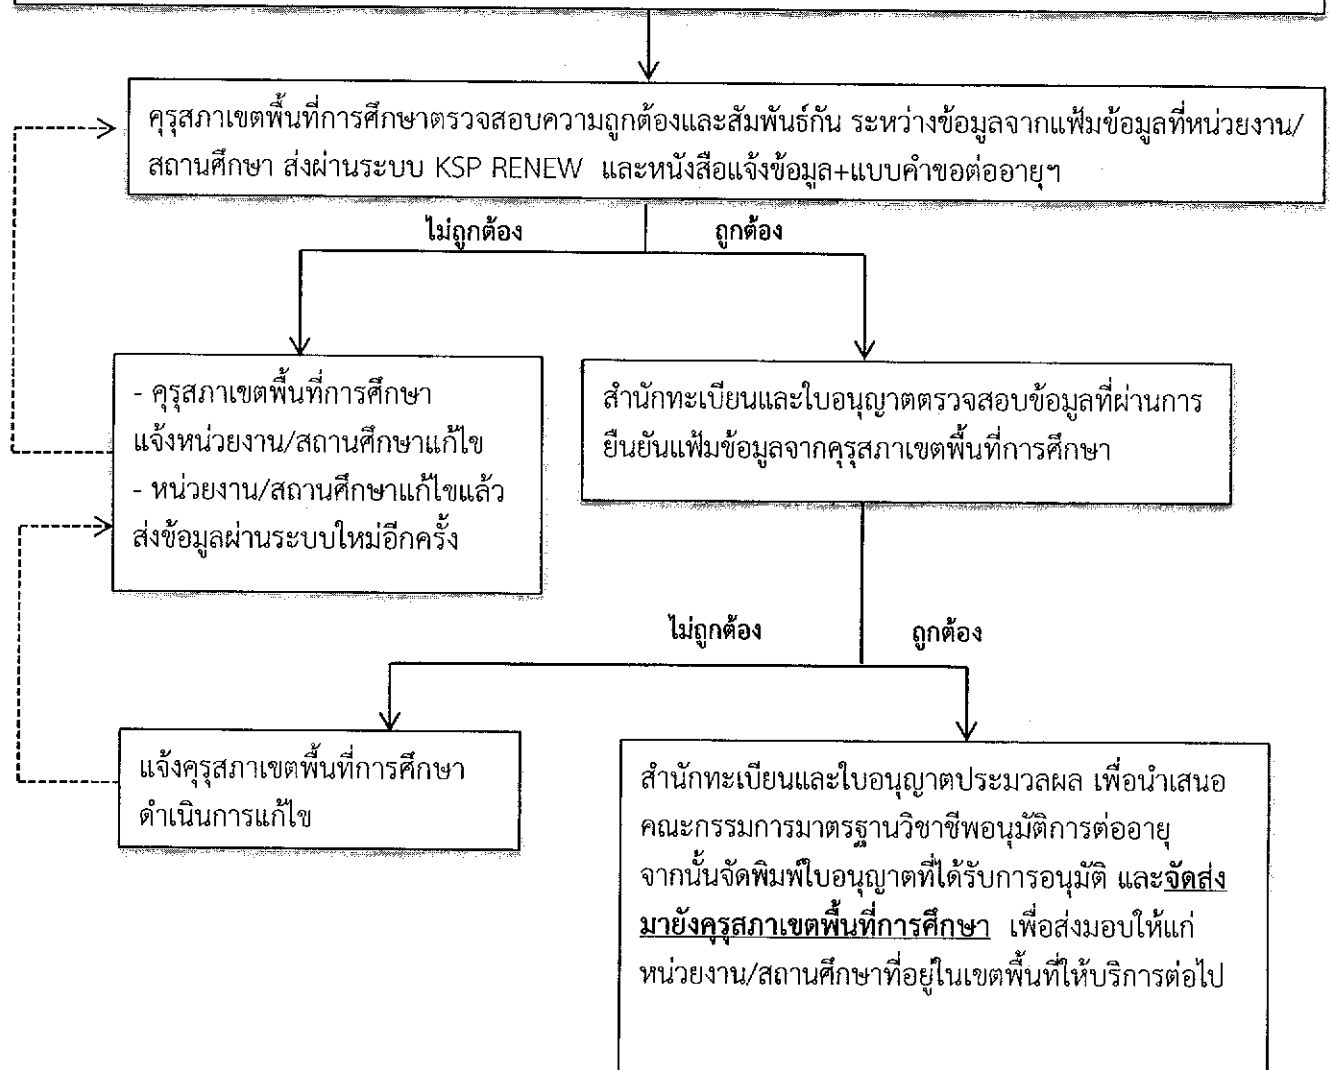 คุรุสภาเขตพื้นที่การศึกษาตรวจสอบความถูกต้องและสัมพันธ์กัน ระหว่างข้อมูลจากแฟ้มข้อมูลที่หน่วยงาน/
สถานศึกษา ส่งผ่านระบบ KSP RENEW และหนังสือแจ้งข้อมูล+แบบคำขอต่ออายุฯ
ไม่ถูกต้อง ถูกต้อง
- คุรุสภาเขตพื้นที่การศึกษา
แจ้งหน่วยงาน/สถานศึกษาแก้ไข
- หน่วยงาน/สถานศึกษาแก้ไขแล้ว
ส่งข้อมูลผ่านระบบใหม่อีกครั้ง
สำนักทะเบียนและใบอนุญาตตรวจสอบข้อมูลที่ผ่านการ
ยืนยันแฟ้มข้อมูลจากคุรุสภาเขตพื้นที่การศึกษา
ไม่ถูกต้อง ถูกต้อง
แจ้งคุรุสภาเขตพื้นที่การศึกษา
ดำเนินการแก้ไข
สำนักทะเบียนและใบอนุญาตประมวลผล เพื่อนำเสนอ
คณะกรรมการมาตรฐานวิชาชีพอนุมัติการต่ออายุ
จากนั้นจัดพิมพ์ใบอนุญาตที่ได้รับการอนุมัติ และจัดส่ง
มายังคุรุสภาเขตพื้นที่การศึกษา เพื่อส่งมอบให้แก่
หน่วยงาน/สถานศึกษาที่อยู่ในเขตพื้นที่ให้บริการต่อไป